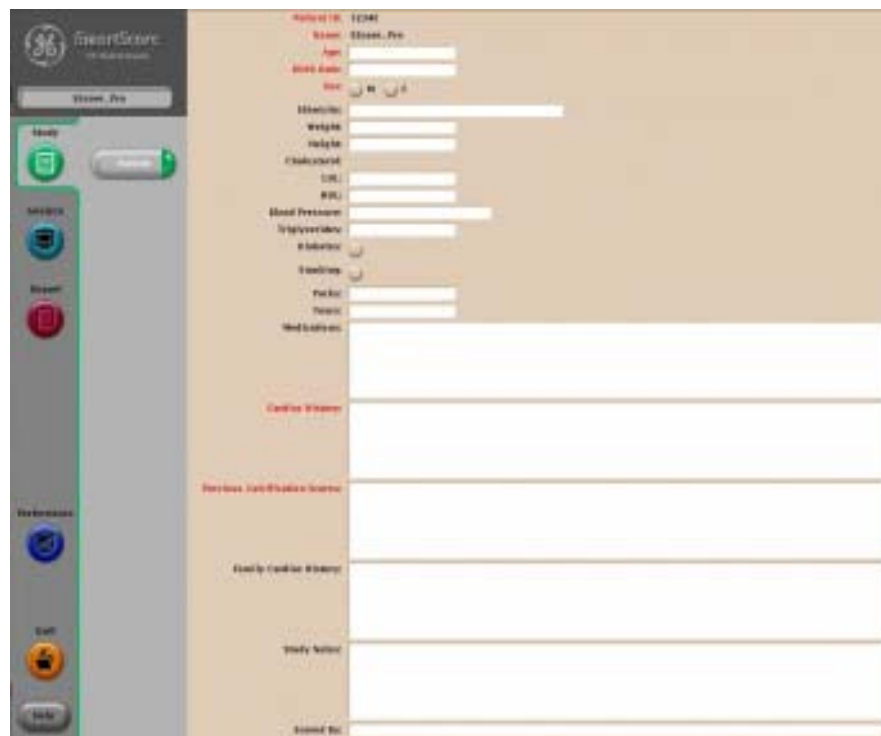 SmartScore
Patient ID: 12345
Name:
Age:
Birth Date:
Sex: M F
Ethnicity:
Weight:
Height:
Cholesterol:
LDL:
HDL:
Blood Pressure:
Triglycerides:
Diabetes:
Smoking:
Packs:
Years:
Medications:
Cardiac History:
Previous Calcification Scores:
Family Cardiac History:
Study Notes:
Scored By:
Study
Report
Preferences
Quit
Help